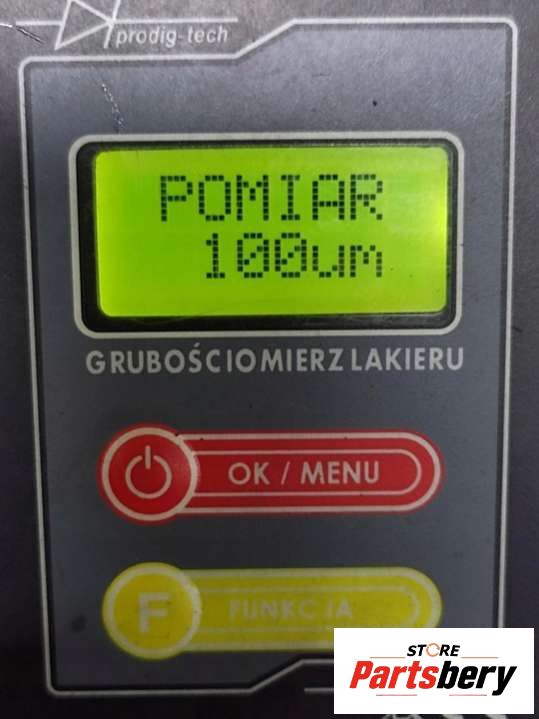 prodig-tech
POMIAR
100um
GRUBOŚCIOMIERZ LAKIERU
OK / MENU
F FUNKCJA
STORE
Partsbery